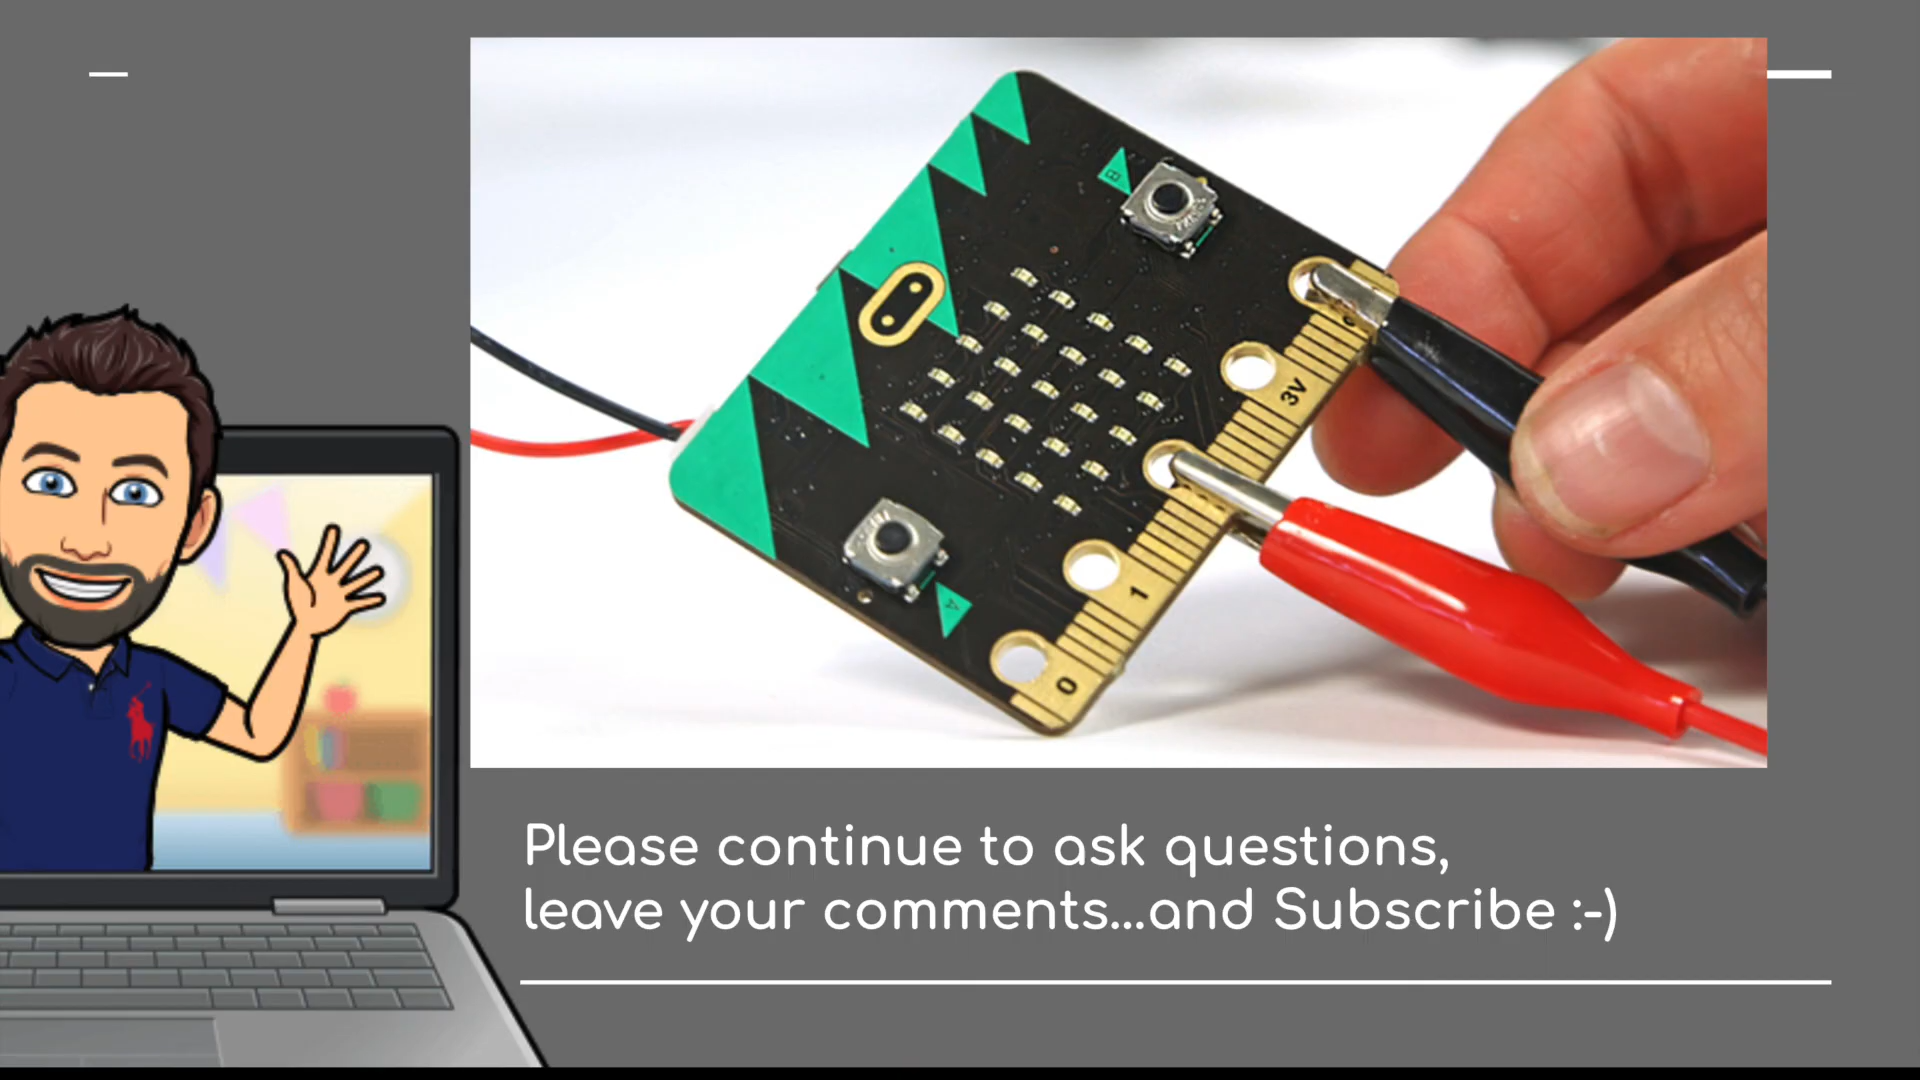 B
3V
1
A
0
Please continue to ask questions,
leave your comments...and Subscribe :-)